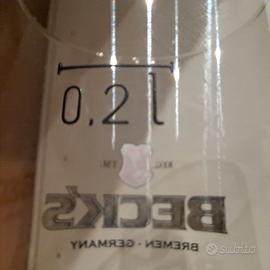 0,2 l
REG. TM.
BECK'S
BREMEN · GERMANY
subito